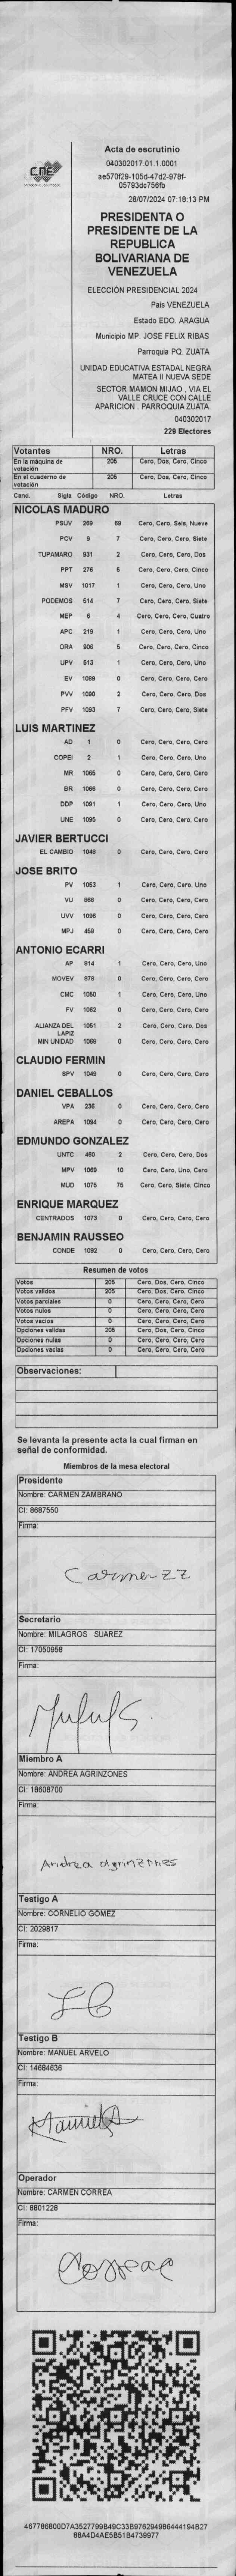 CNE
Acta de escrutinio
040302017.01.1.0001
ae570f29-105d-47d2-978f-
05793dc756fb
28/07/2024 07:18:13 PM
PRESIDENTA O
PRESIDENTE DE LA
REPUBLICA
BOLIVARIANA DE
VENEZUELA
ELECCIÓN PRESIDENCIAL 2024
Pais VENEZUELA
Estado EDO. ARAGUA
Municipio MP. JOSE FELIX RIBAS
Parroquia PQ. ZUATA
UNIDAD EDUCATIVA ESTADAL NEGRA
MATEA II NUEVA SEDE
SECTOR MAMON MIJAO . VIA EL
VALLE CRUCE CON CALLE
APARICION . PARROQUIA ZUATA.
040302017
229 Electores
Votantes NRO. Letras
En la máquina de votación 205 Cero, Dos, Cero, Cinco
En el cuaderno de votación 205 Cero, Dos, Cero, Cinco
Cand. Sigla Código NRO. Letras
NICOLAS MADURO
PSUV 269 69 Cero, Cero, Seis, Nueve
PCV 9 7 Cero, Cero, Cero, Siete
TUPAMARO 931 2 Cero, Cero, Cero, Dos
PPT 276 5 Cero, Cero, Cero, Cinco
MSV 1017 1 Cero, Cero, Cero, Uno
PODEMOS 514 7 Cero, Cero, Cero, Siete
MEP 6 4 Cero, Cero, Cero, Cuatro
APC 219 1 Cero, Cero, Cero, Uno
ORA 906 5 Cero, Cero, Cero, Cinco
UPV 613 1 Cero, Cero, Cero, Uno
EV 1089 0 Cero, Cero, Cero, Cero
PVV 1090 2 Cero, Cero, Cero, Dos
PFV 1093 7 Cero, Cero, Cero, Siete
LUIS MARTINEZ
AD 1 0 Cero, Cero, Cero, Cero
COPEI 2 1 Cero, Cero, Cero, Uno
MR 1065 0 Cero, Cero, Cero, Cero
BR 1066 0 Cero, Cero, Cero, Cero
DDP 1091 1 Cero, Cero, Cero, Uno
UNE 1095 0 Cero, Cero, Cero, Cero
JAVIER BERTUCCI
EL CAMBIO 1048 0 Cero, Cero, Cero, Cero
JOSE BRITO
PV 1053 1 Cero, Cero, Cero, Uno
VU 868 0 Cero, Cero, Cero, Cero
UVV 1096 0 Cero, Cero, Cero, Cero
MPJ 459 0 Cero, Cero, Cero, Cero
ANTONIO ECARRI
AP 814 1 Cero, Cero, Cero, Uno
MOVEV 878 0 Cero, Cero, Cero, Cero
CMC 1050 1 Cero, Cero, Cero, Uno
FV 1062 0 Cero, Cero, Cero, Cero
ALIANZA DEL LAPIZ 1051 2 Cero, Cero, Cero, Dos
MIN UNIDAD 1068 0 Cero, Cero, Cero, Cero
CLAUDIO FERMIN
SPV 1049 0 Cero, Cero, Cero, Cero
DANIEL CEBALLOS
VPA 236 0 Cero, Cero, Cero, Cero
AREPA 1094 0 Cero, Cero, Cero, Cero
EDMUNDO GONZALEZ
UNTC 480 2 Cero, Cero, Cero, Dos
MPV 1069 10 Cero, Cero, Uno, Cero
MUD 1075 75 Cero, Cero, Siete, Cinco
ENRIQUE MARQUEZ
CENTRADOS 1073 0 Cero, Cero, Cero, Cero
BENJAMIN RAUSSEO
CONDE 1092 0 Cero, Cero, Cero, Cero
Resumen de votos
Votos 205 Cero, Dos, Cero, Cinco
Votos validos 205 Cero, Dos, Cero, Cinco
Votos parciales 0 Cero, Cero, Cero, Cero
Votos nulos 0 Cero, Cero, Cero, Cero
Votos vacios 0 Cero, Cero, Cero, Cero
Opciones validas 205 Cero, Dos, Cero, Cinco
Opciones nulas 0 Cero, Cero, Cero, Cero
Opciones vacias 0 Cero, Cero, Cero, Cero
Observaciones:
Se levanta la presente acta la cual firman en
señal de conformidad.
Miembros de la mesa electoral
Presidente
Nombre: CARMEN ZAMBRANO
CI: 8687550
Firma:
Carmen ZZ
Secretario
Nombre: MILAGROS SUAREZ
CI: 17050958
Firma:
Miembro A
Nombre: ANDREA AGRINZONES
CI: 18608700
Firma:
Andrea Agrinzones
Testigo A
Nombre: CORNELIO GOMEZ
CI: 2029817
Firma:
Testigo B
Nombre: MANUEL ARVELO
CI: 14684636
Firma:
Operador
Nombre: CARMEN CORREA
CI: 8801228
Firma:
467786800D7A3527799B49C33B976294986444194B27
88A4D4AE5B51B4739977